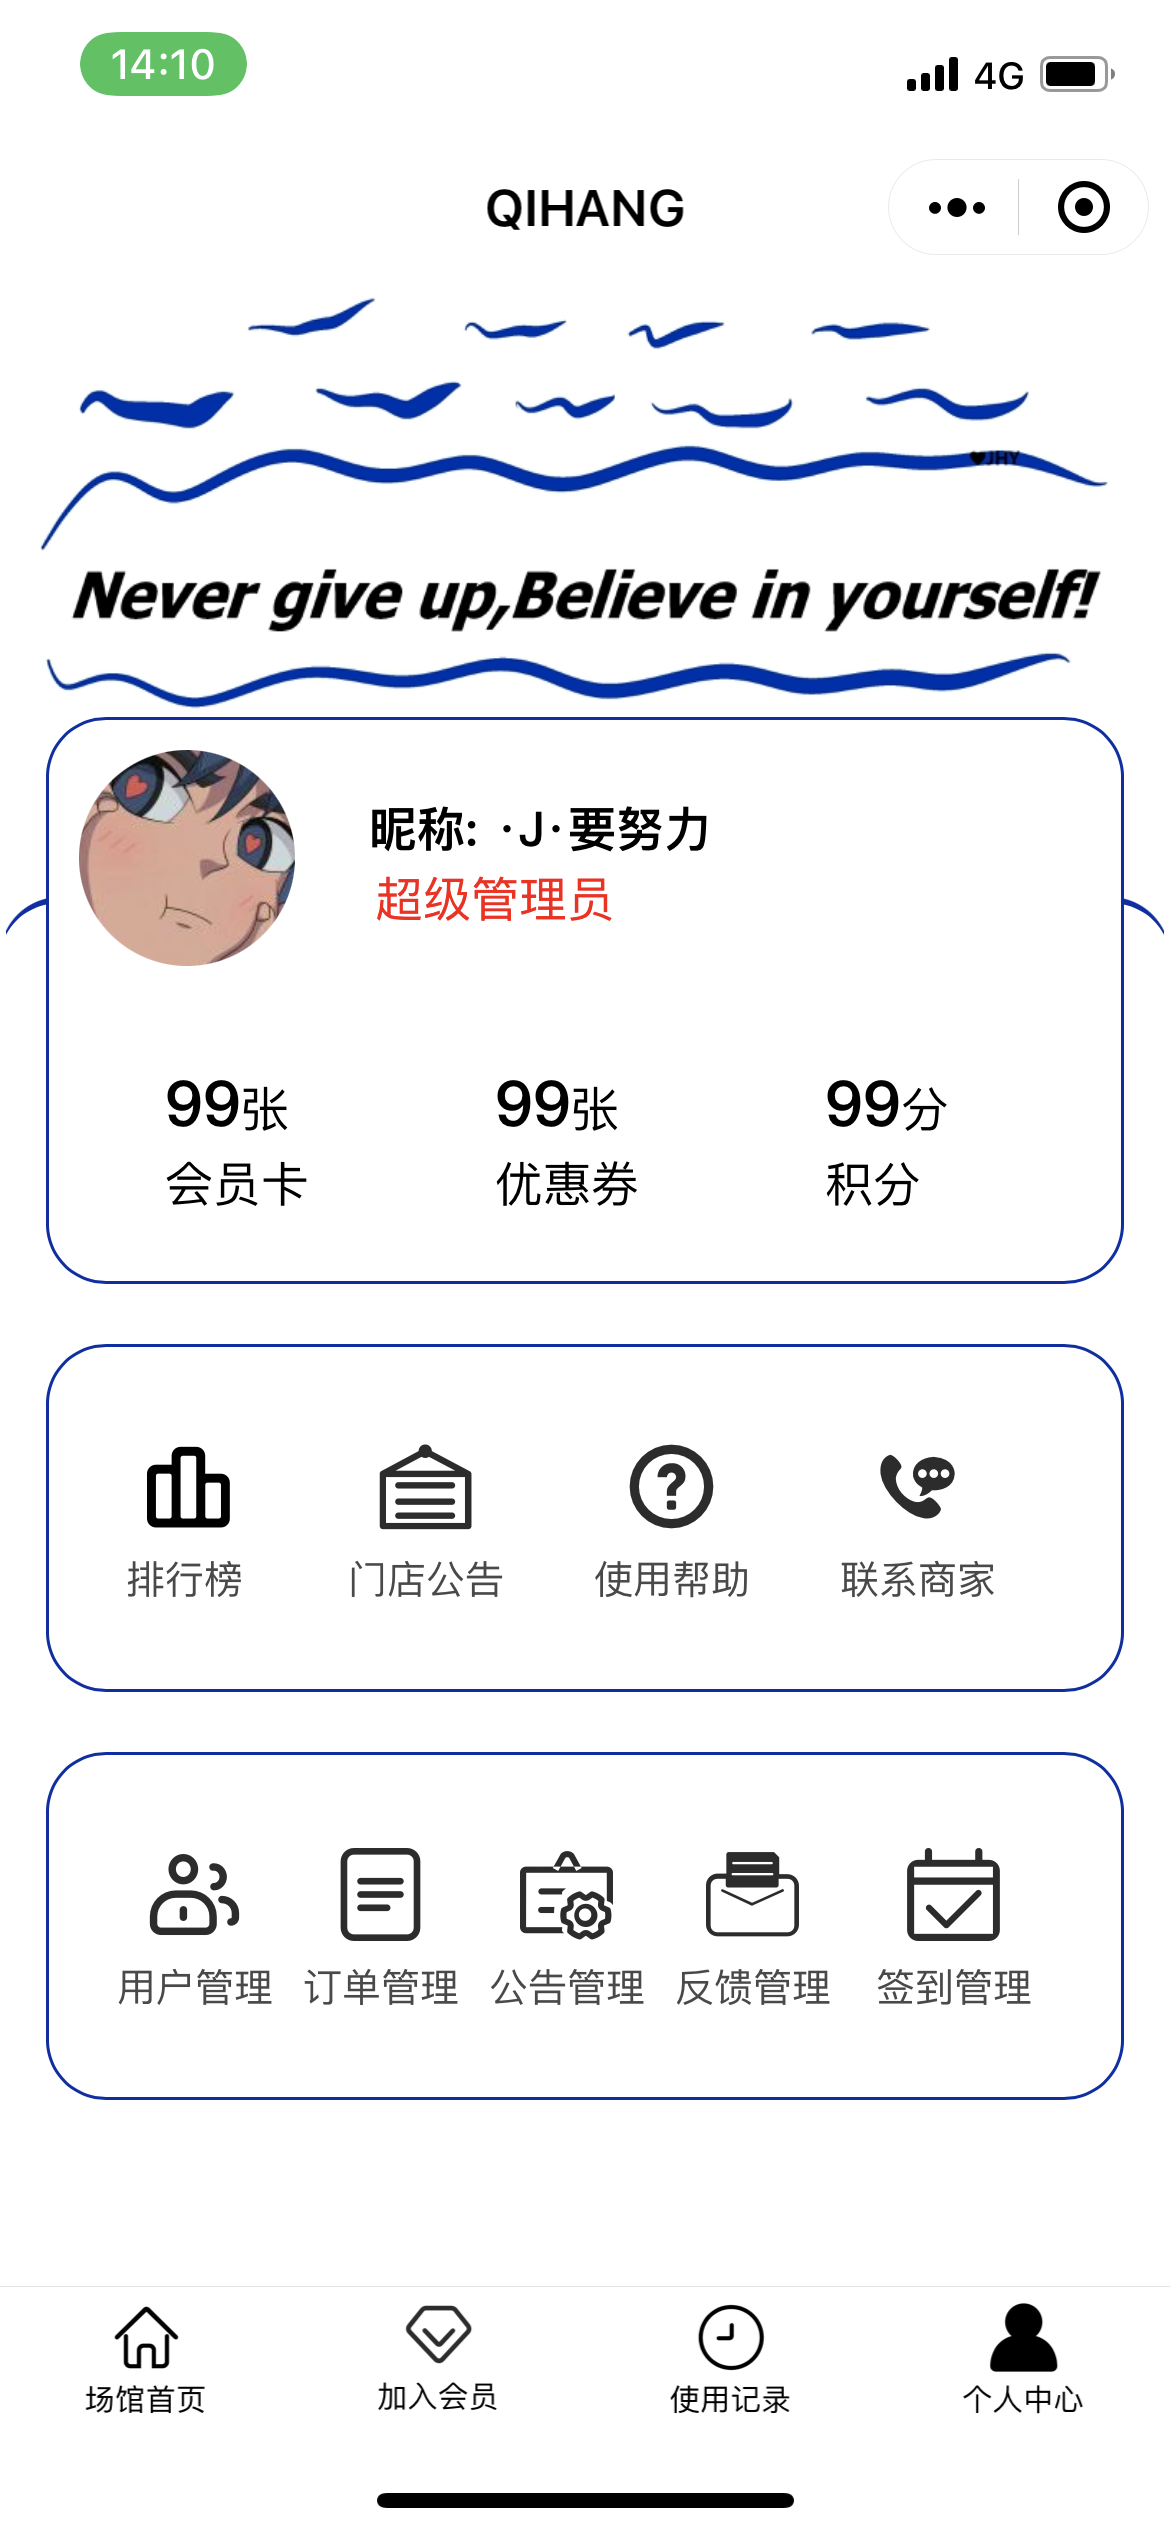 14:10
4G
QIHANG
♥JHY
Never give up,Believe in yourself!
昵称: ·J·要努力
超级管理员
99张 99张 99分
会员卡 优惠券 积分
排行榜 门店公告 使用帮助 联系商家
用户管理 订单管理 公告管理 反馈管理 签到管理
场馆首页 加入会员 使用记录 个人中心